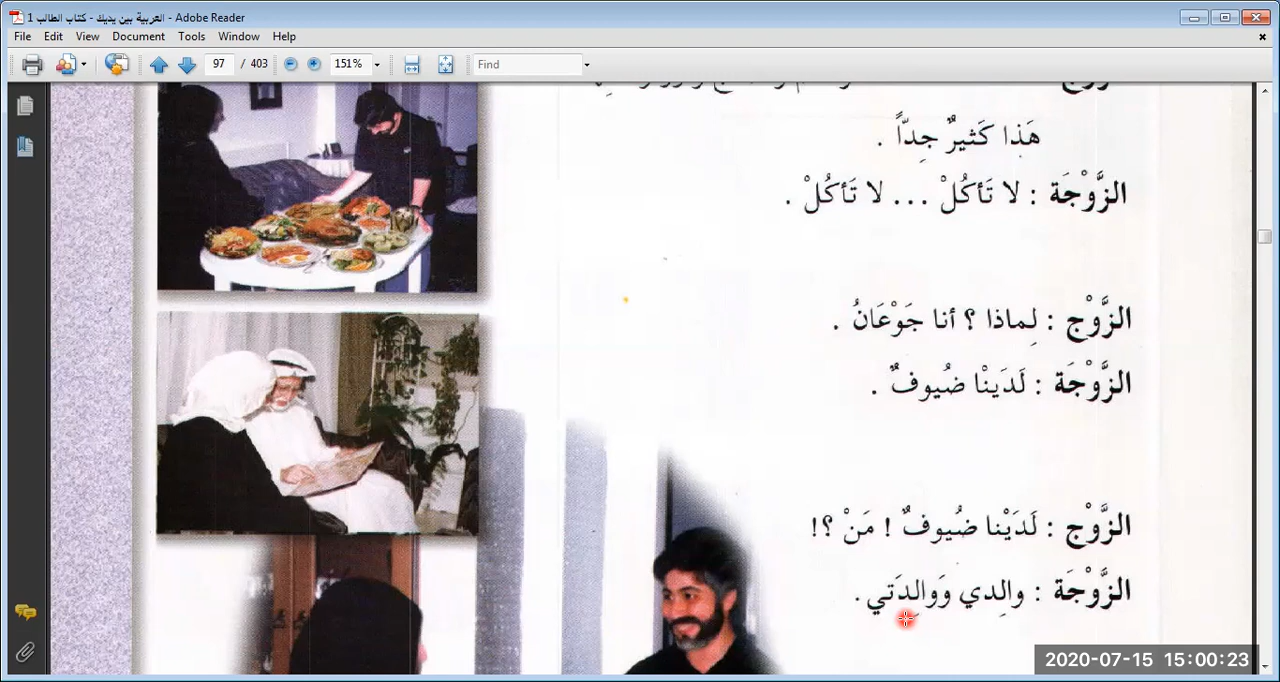 العربية بين يديك - كتاب الطالب 1 - Adobe Reader
File Edit View Document Tools Window Help
97 / 403 151% Find
هَذا كَثيرٌ جِدّاً .
الزَّوْجَة : لا تَأكُلْ ... لا تَأكُلْ .
الزَّوْج : لِماذا ؟ أنا جَوْعَانُ .
الزَّوْجَة : لَدَيْنْا ضُيوفٌ .
الزَّوْج : لَدَيْنا ضُيوفٌ ! مَنْ ؟!
الزَّوْجَة : والِدي وَوالِدَتي .
2020-07-15 15:00:23